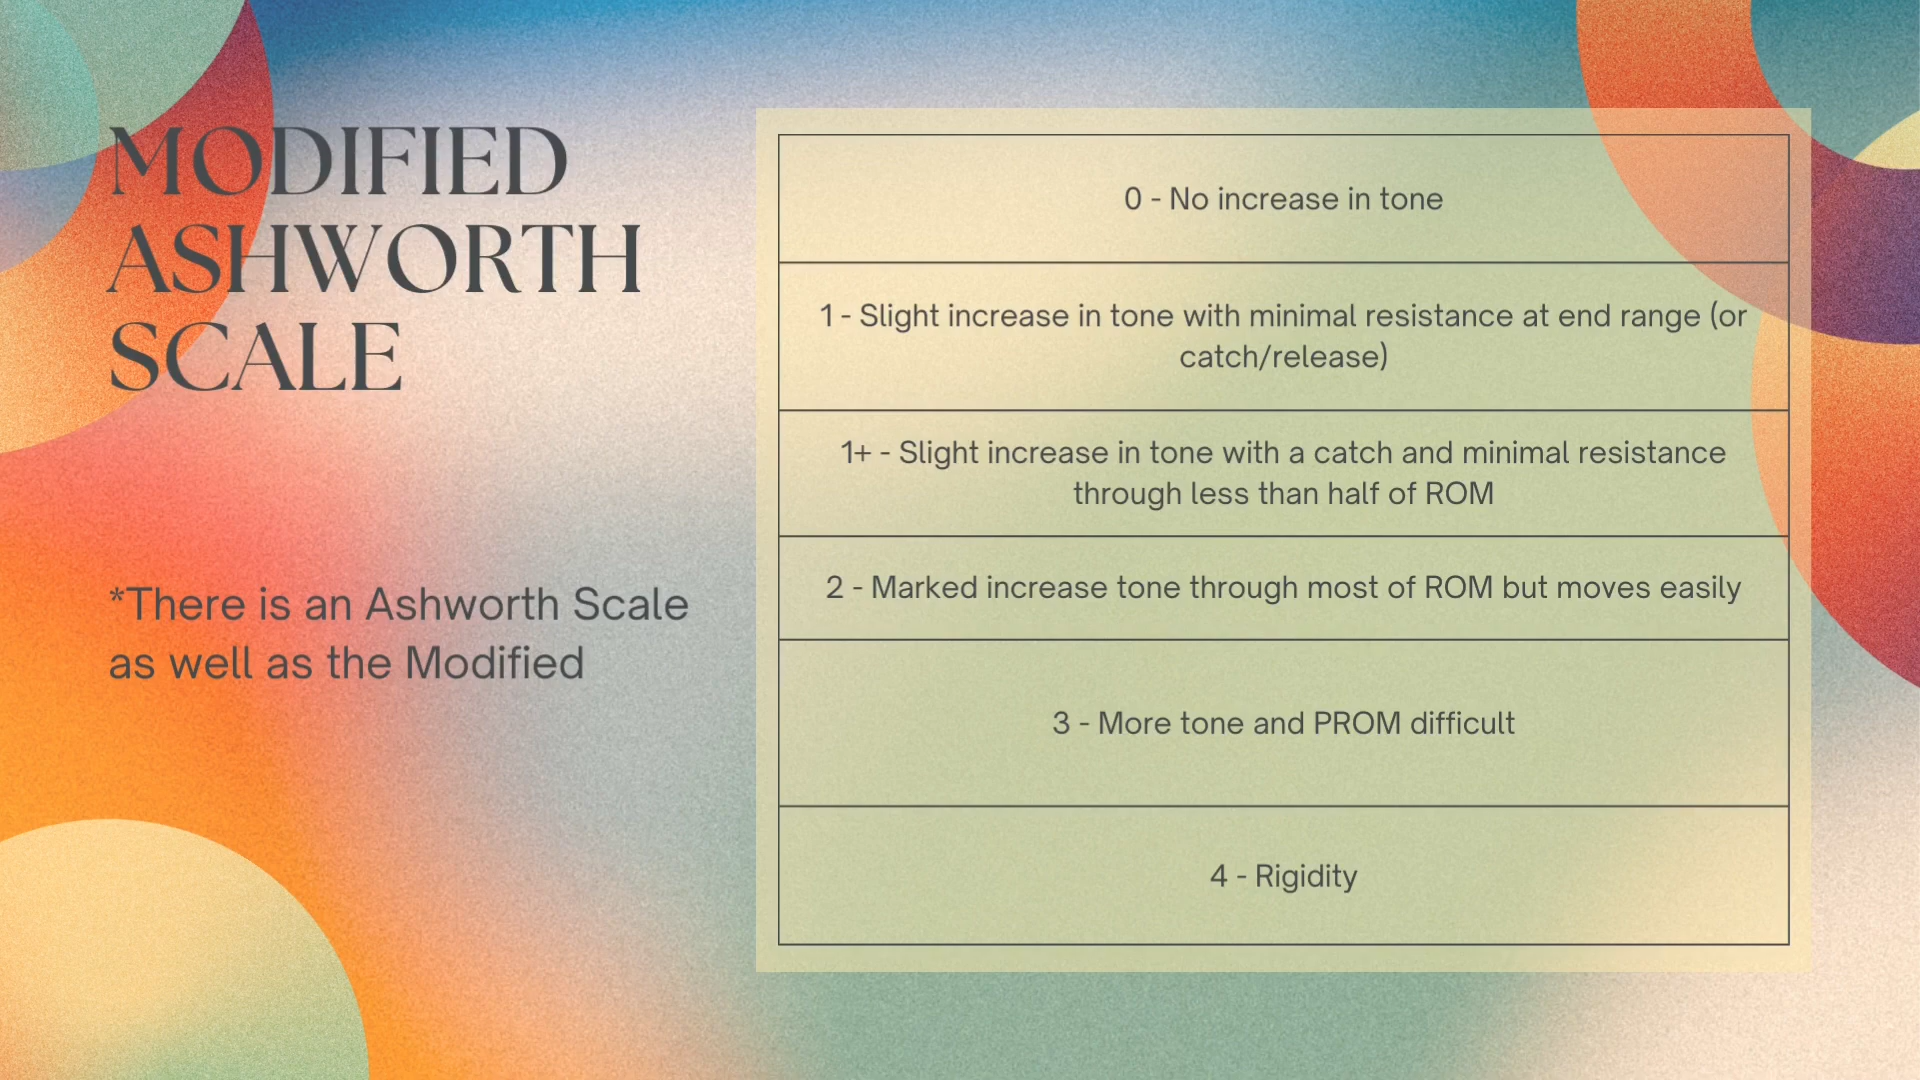 MODIFIED
ASHWORTH
SCALE
*There is an Ashworth Scale
as well as the Modified
0 - No increase in tone
1 - Slight increase in tone with minimal resistance at end range (or
catch/release)
1+ - Slight increase in tone with a catch and minimal resistance
through less than half of ROM
2 - Marked increase tone through most of ROM but moves easily
3 - More tone and PROM difficult
4 - Rigidity